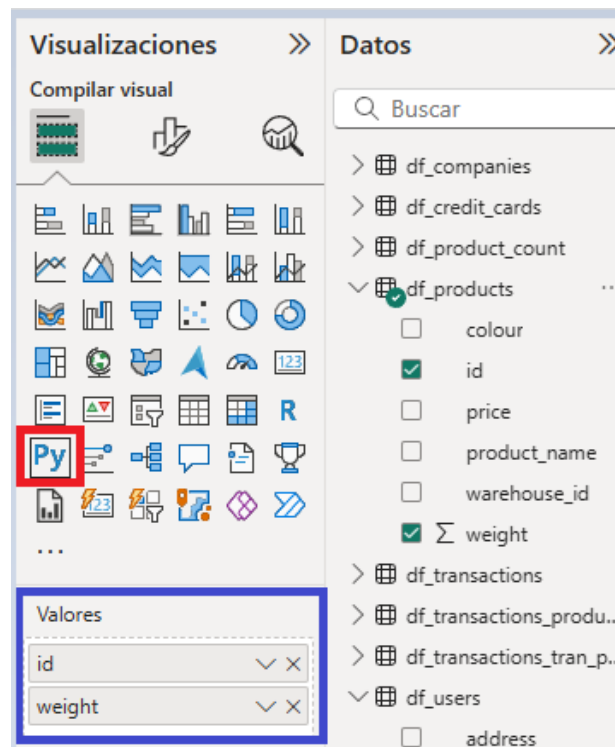 Visualizaciones
Compilar visual
123
R
Py
123
...
Valores
id
weight
Datos
Buscar
df_companies
df_credit_cards
df_product_count
df_products
colour
id
price
product_name
warehouse_id
Σ weight
df_transactions
df_transactions_produ...
df_transactions_tran_p...
df_users
address